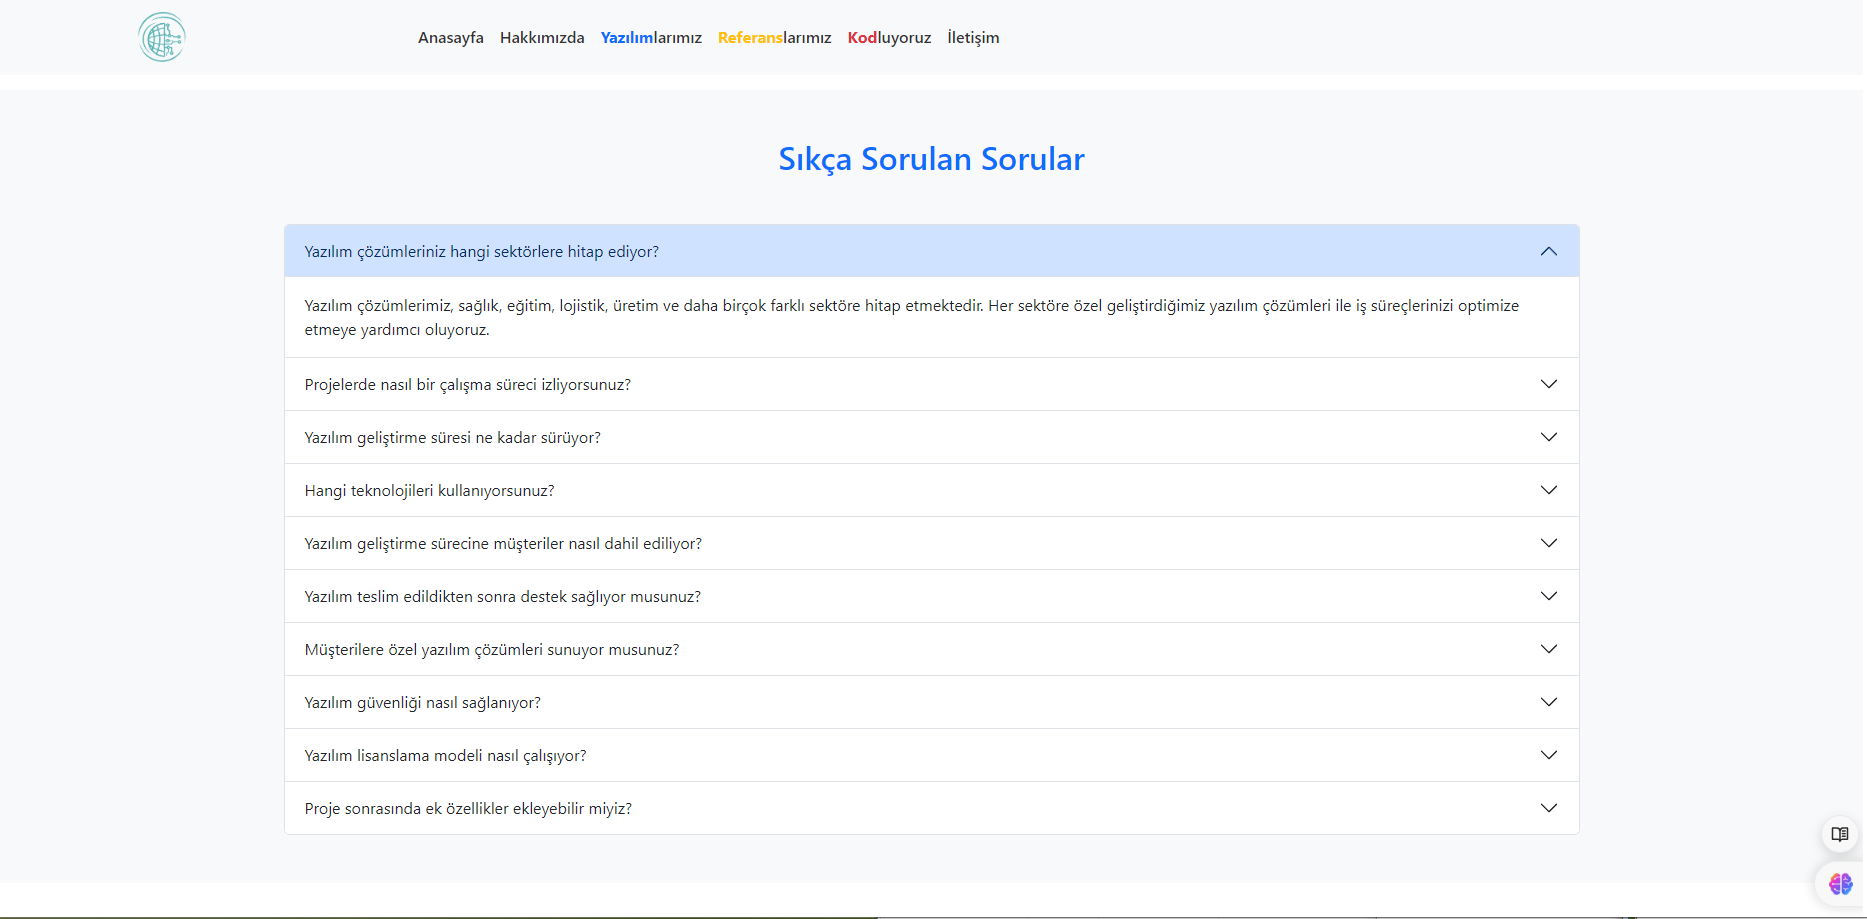 Anasayfa Hakkımızda Yazılımlarımız Referanslarımız Kodluyoruz İletişim
Sıkça Sorulan Sorular
Yazılım çözümleriniz hangi sektörlere hitap ediyor?
Yazılım çözümlerimiz, sağlık, eğitim, lojistik, üretim ve daha birçok farklı sektöre hitap etmektedir. Her sektöre özel geliştirdiğimiz yazılım çözümleri ile iş süreçlerinizi optimize
etmeye yardımcı oluyoruz.
Projelerde nasıl bir çalışma süreci izliyorsunuz?
Yazılım geliştirme süresi ne kadar sürüyor?
Hangi teknolojileri kullanıyorsunuz?
Yazılım geliştirme sürecine müşteriler nasıl dahil ediliyor?
Yazılım teslim edildikten sonra destek sağlıyor musunuz?
Müşterilere özel yazılım çözümleri sunuyor musunuz?
Yazılım güvenliği nasıl sağlanıyor?
Yazılım lisanslama modeli nasıl çalışıyor?
Proje sonrasında ek özellikler ekleyebilir miyiz?